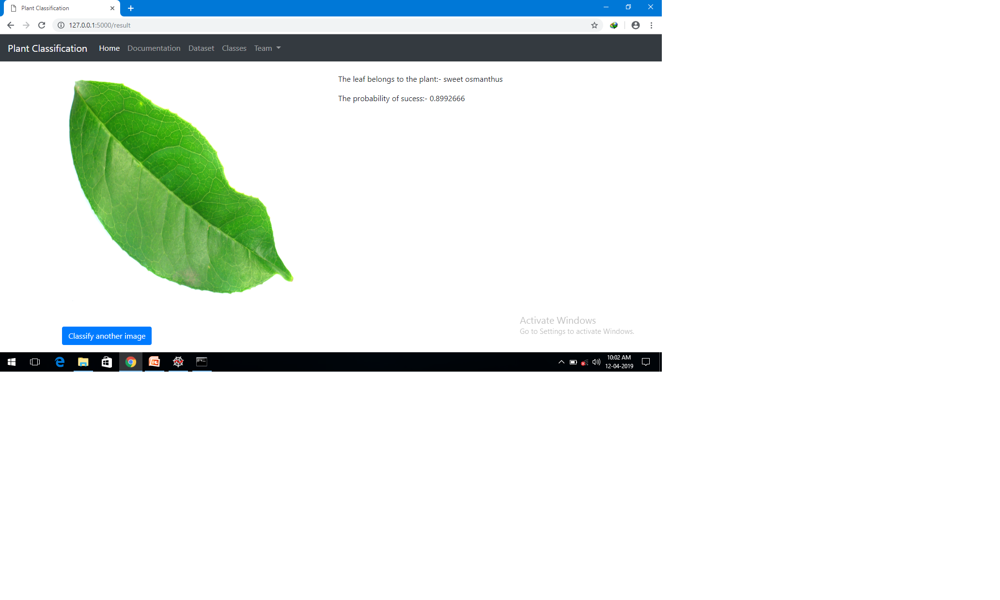 Plant Classification
127.0.0.1:5000/result
Plant Classification Home Documentation Dataset Classes Team
The leaf belongs to the plant:- sweet osmanthus
The probability of sucess:- 0.8992666
Activate Windows
Go to Settings to activate Windows.
Classify another image
10:02 AM
12-04-2019